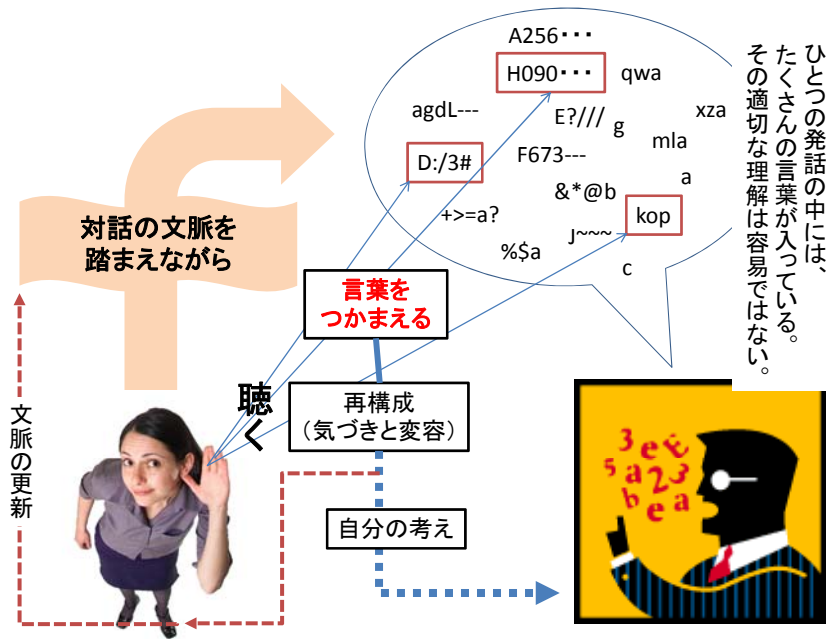 A256・・・
H090・・・
qwa
agdL---
E?///
g
xza
mla
D:/3#
F673---
a
&*@b
kop
+>=a?
J~~~
%$a
c
ひとつの発話の中には、
たくさんの言葉が入っている。
その適切な理解は容易ではない。
対話の文脈を
踏まえながら
言葉を
つかまえる
聴く
再構成
（気づきと変容）
文脈の更新
自分の考え
3 e E
5 a 2 3
b e a